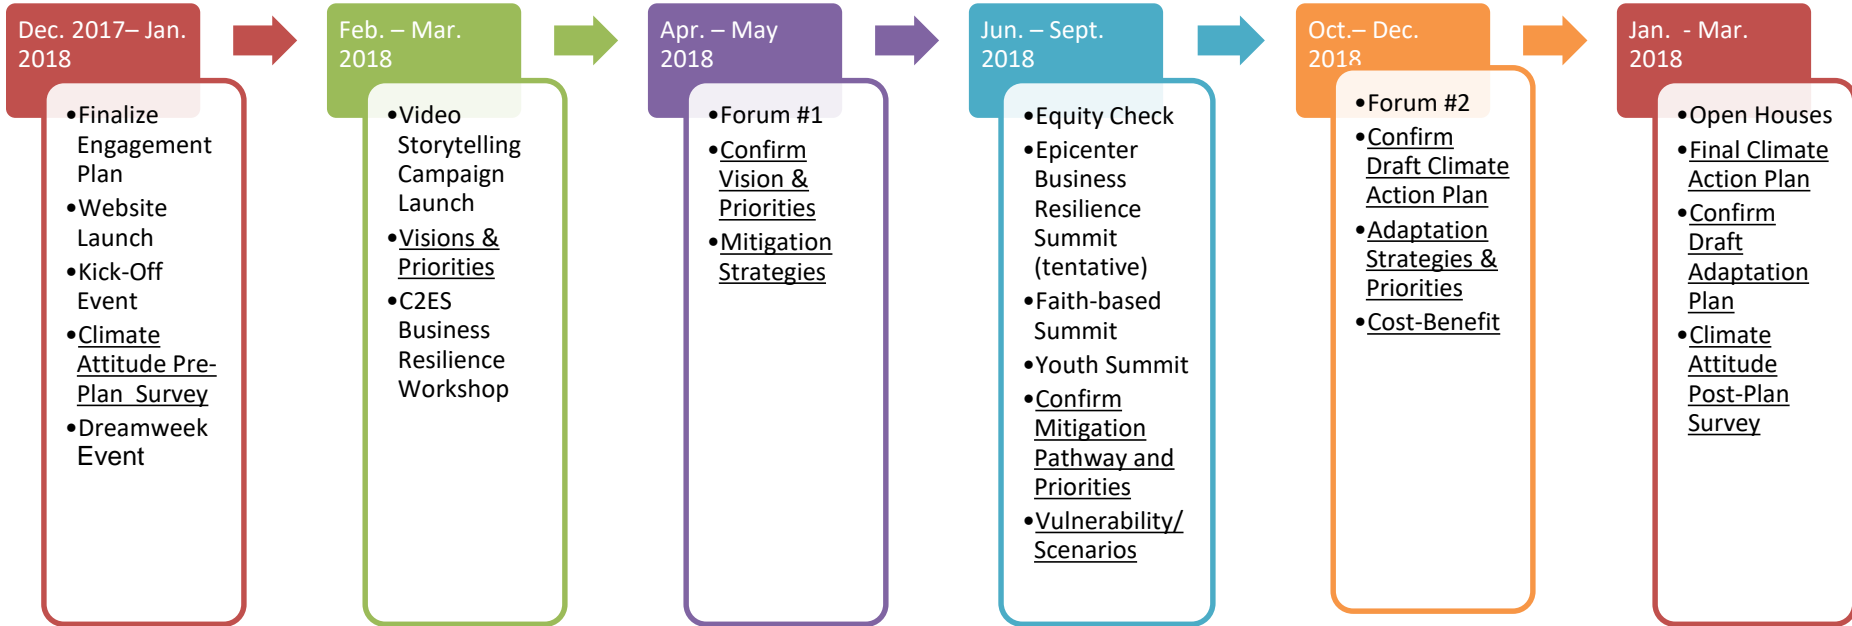 Dec. 2017– Jan.
2018
•Finalize
Engagement
Plan
•Website
Launch
•Kick-Off
Event
•Climate
Attitude Pre-
Plan  Survey
•Dreamweek
Event
Feb. – Mar.
2018
•Video
Storytelling
Campaign
Launch
•Visions &
Priorities
•C2ES
Business
Resilience
Workshop
Apr. – May
2018
•Forum #1
•Confirm
Vision &
Priorities
•Mitigation
Strategies
Jun. – Sept.
2018
•Equity Check
•Epicenter
Business
Resilience
Summit
(tentative)
•Faith-based
Summit
•Youth Summit
•Confirm
Mitigation
Pathway and
Priorities
•Vulnerability/
Scenarios
Oct.– Dec.
2018
•Forum #2
•Confirm
Draft Climate
Action Plan
•Adaptation
Strategies &
Priorities
•Cost-Benefit
Jan.  - Mar.
2018
•Open Houses
•Final Climate
Action Plan
•Confirm
Draft
Adaptation
Plan
•Climate
Attitude
Post-Plan
Survey